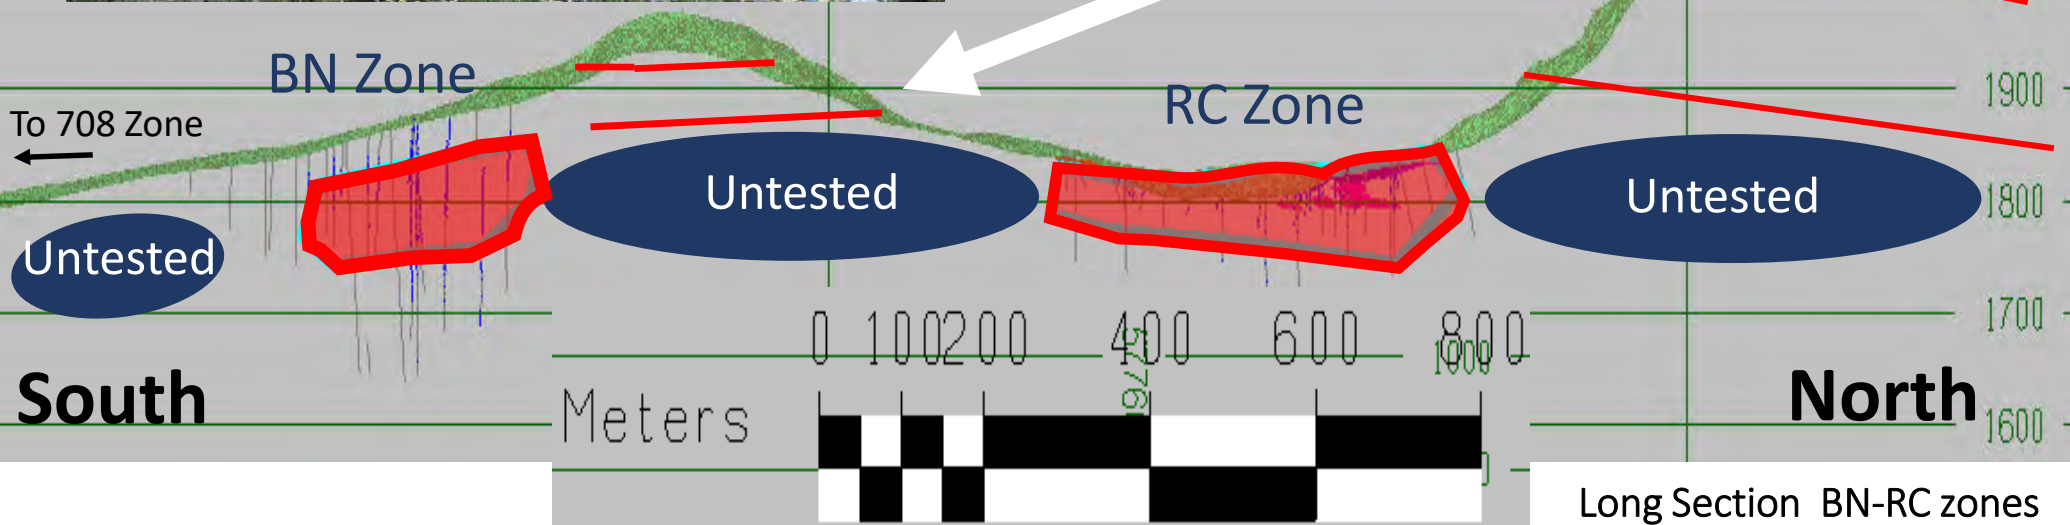 BN Zone
To 708 Zone
RC Zone
1900
Untested
Untested
Untested
1800
1700
0 100 200 400 600 800
1000
South
North
Meters
1600
Long Section BN-RC zones